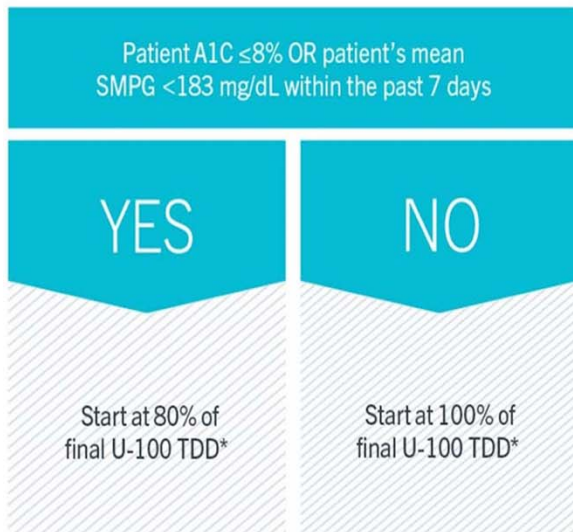 Patient A1C ≤8% OR patient's mean
SMPG <183 mg/dL within the past 7 days
YES
NO
Start at 80% of
final U-100 TDD*
Start at 100% of
final U-100 TDD*